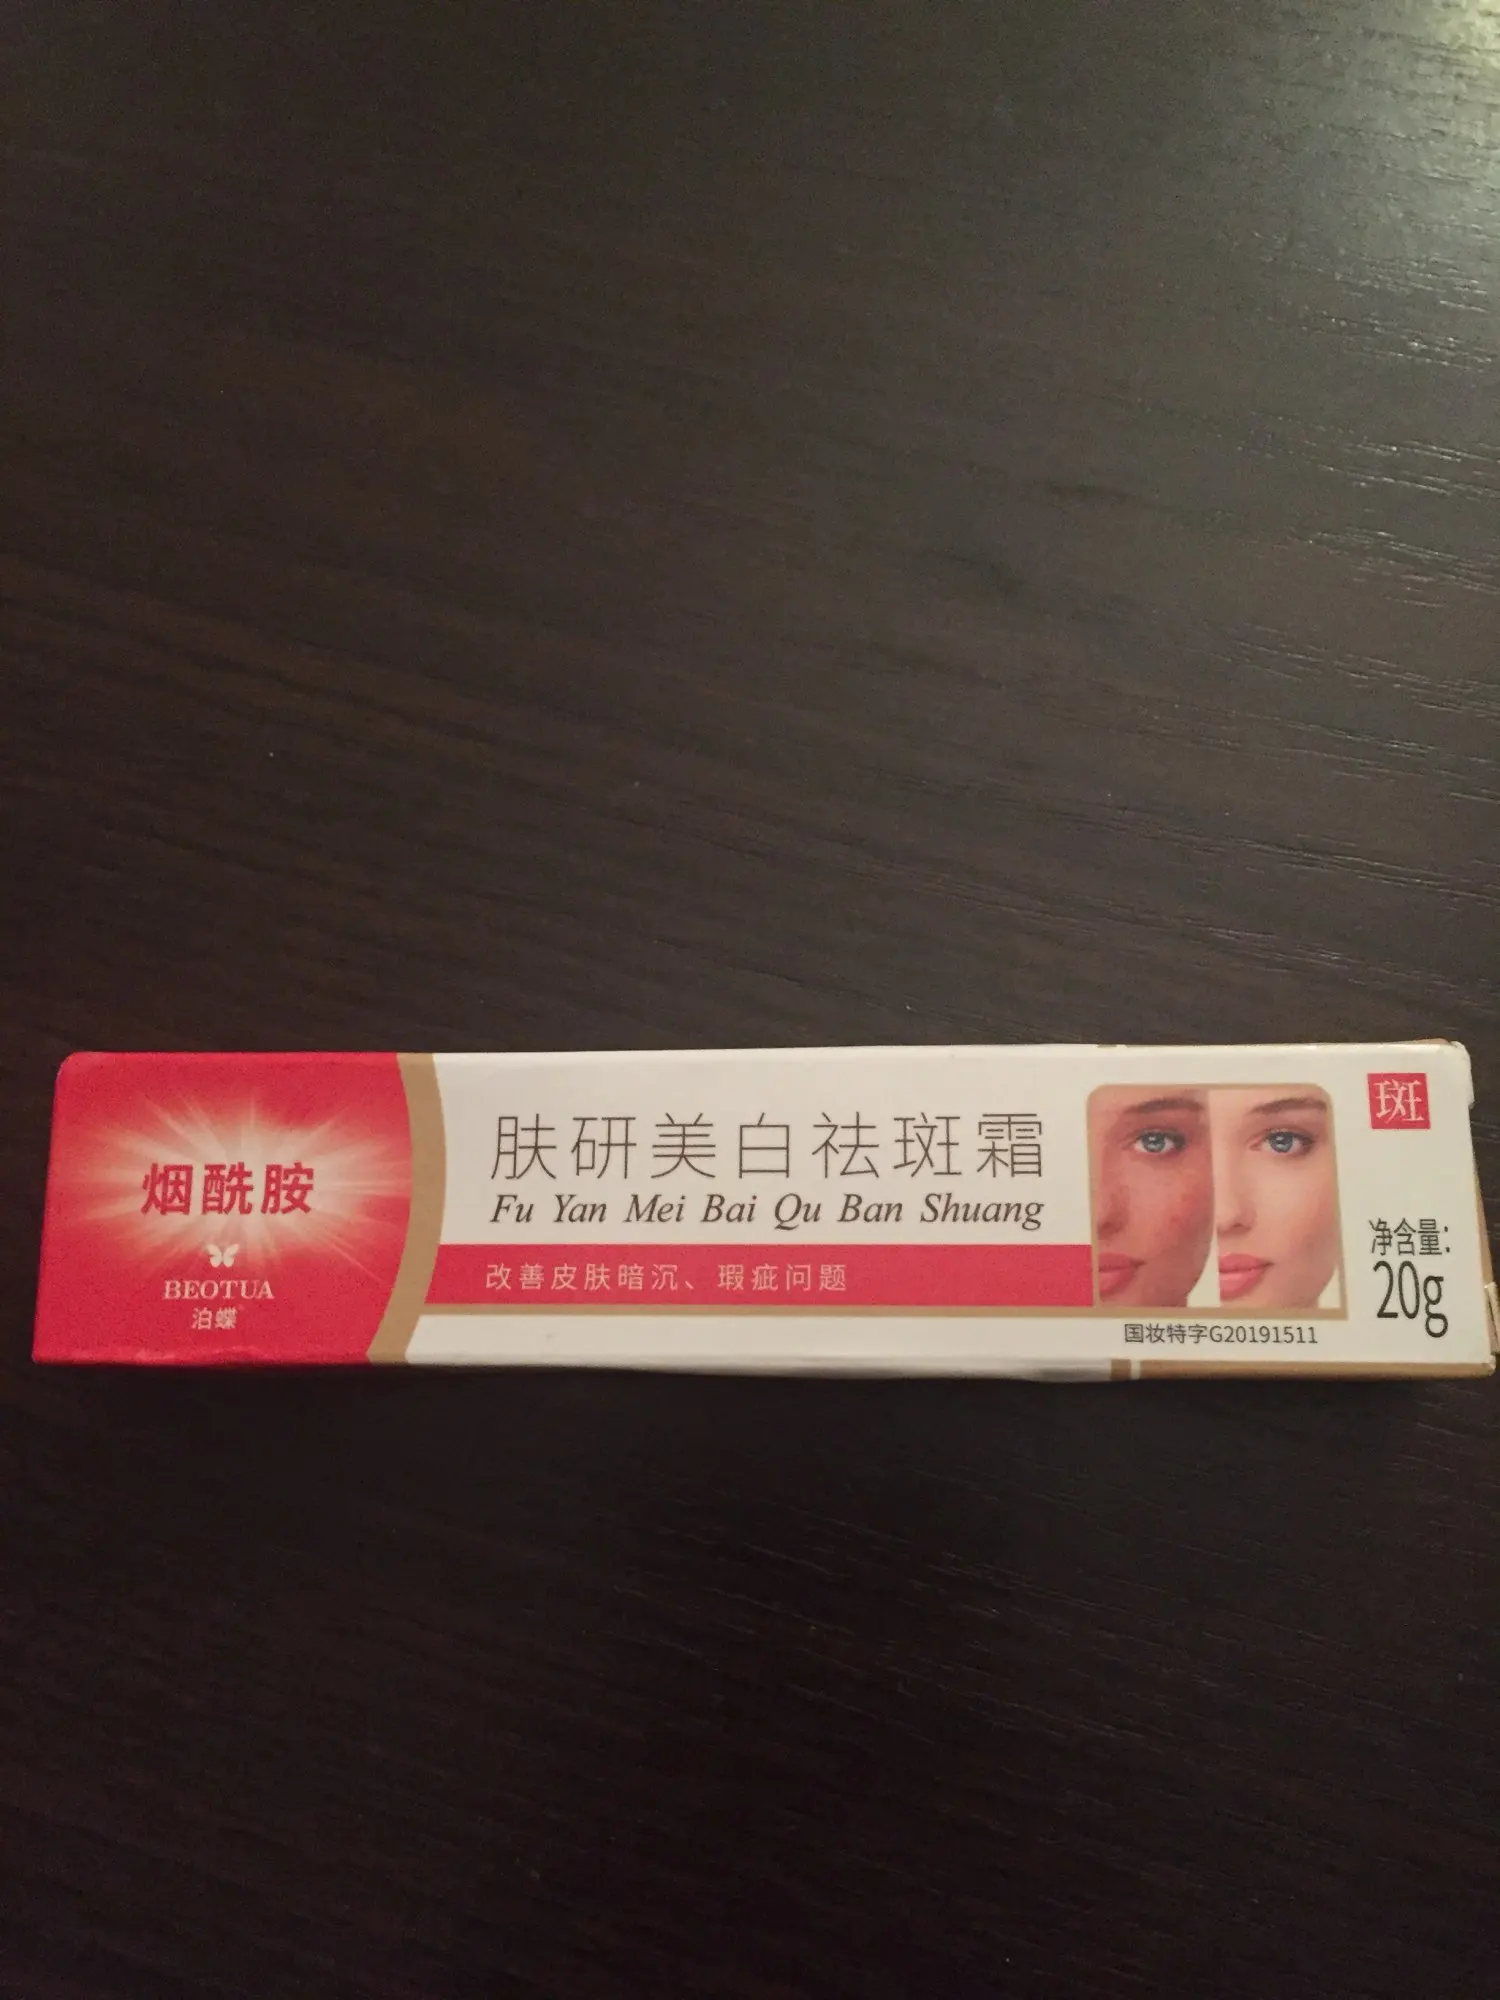 烟酰胺
BEOTUA
泊蝶
肤研美白祛斑霜
Fu Yan Mei Bai Qu Ban Shuang
改善皮肤暗沉、瑕疵问题
国妆特字G20191511
斑
净含量:
20g